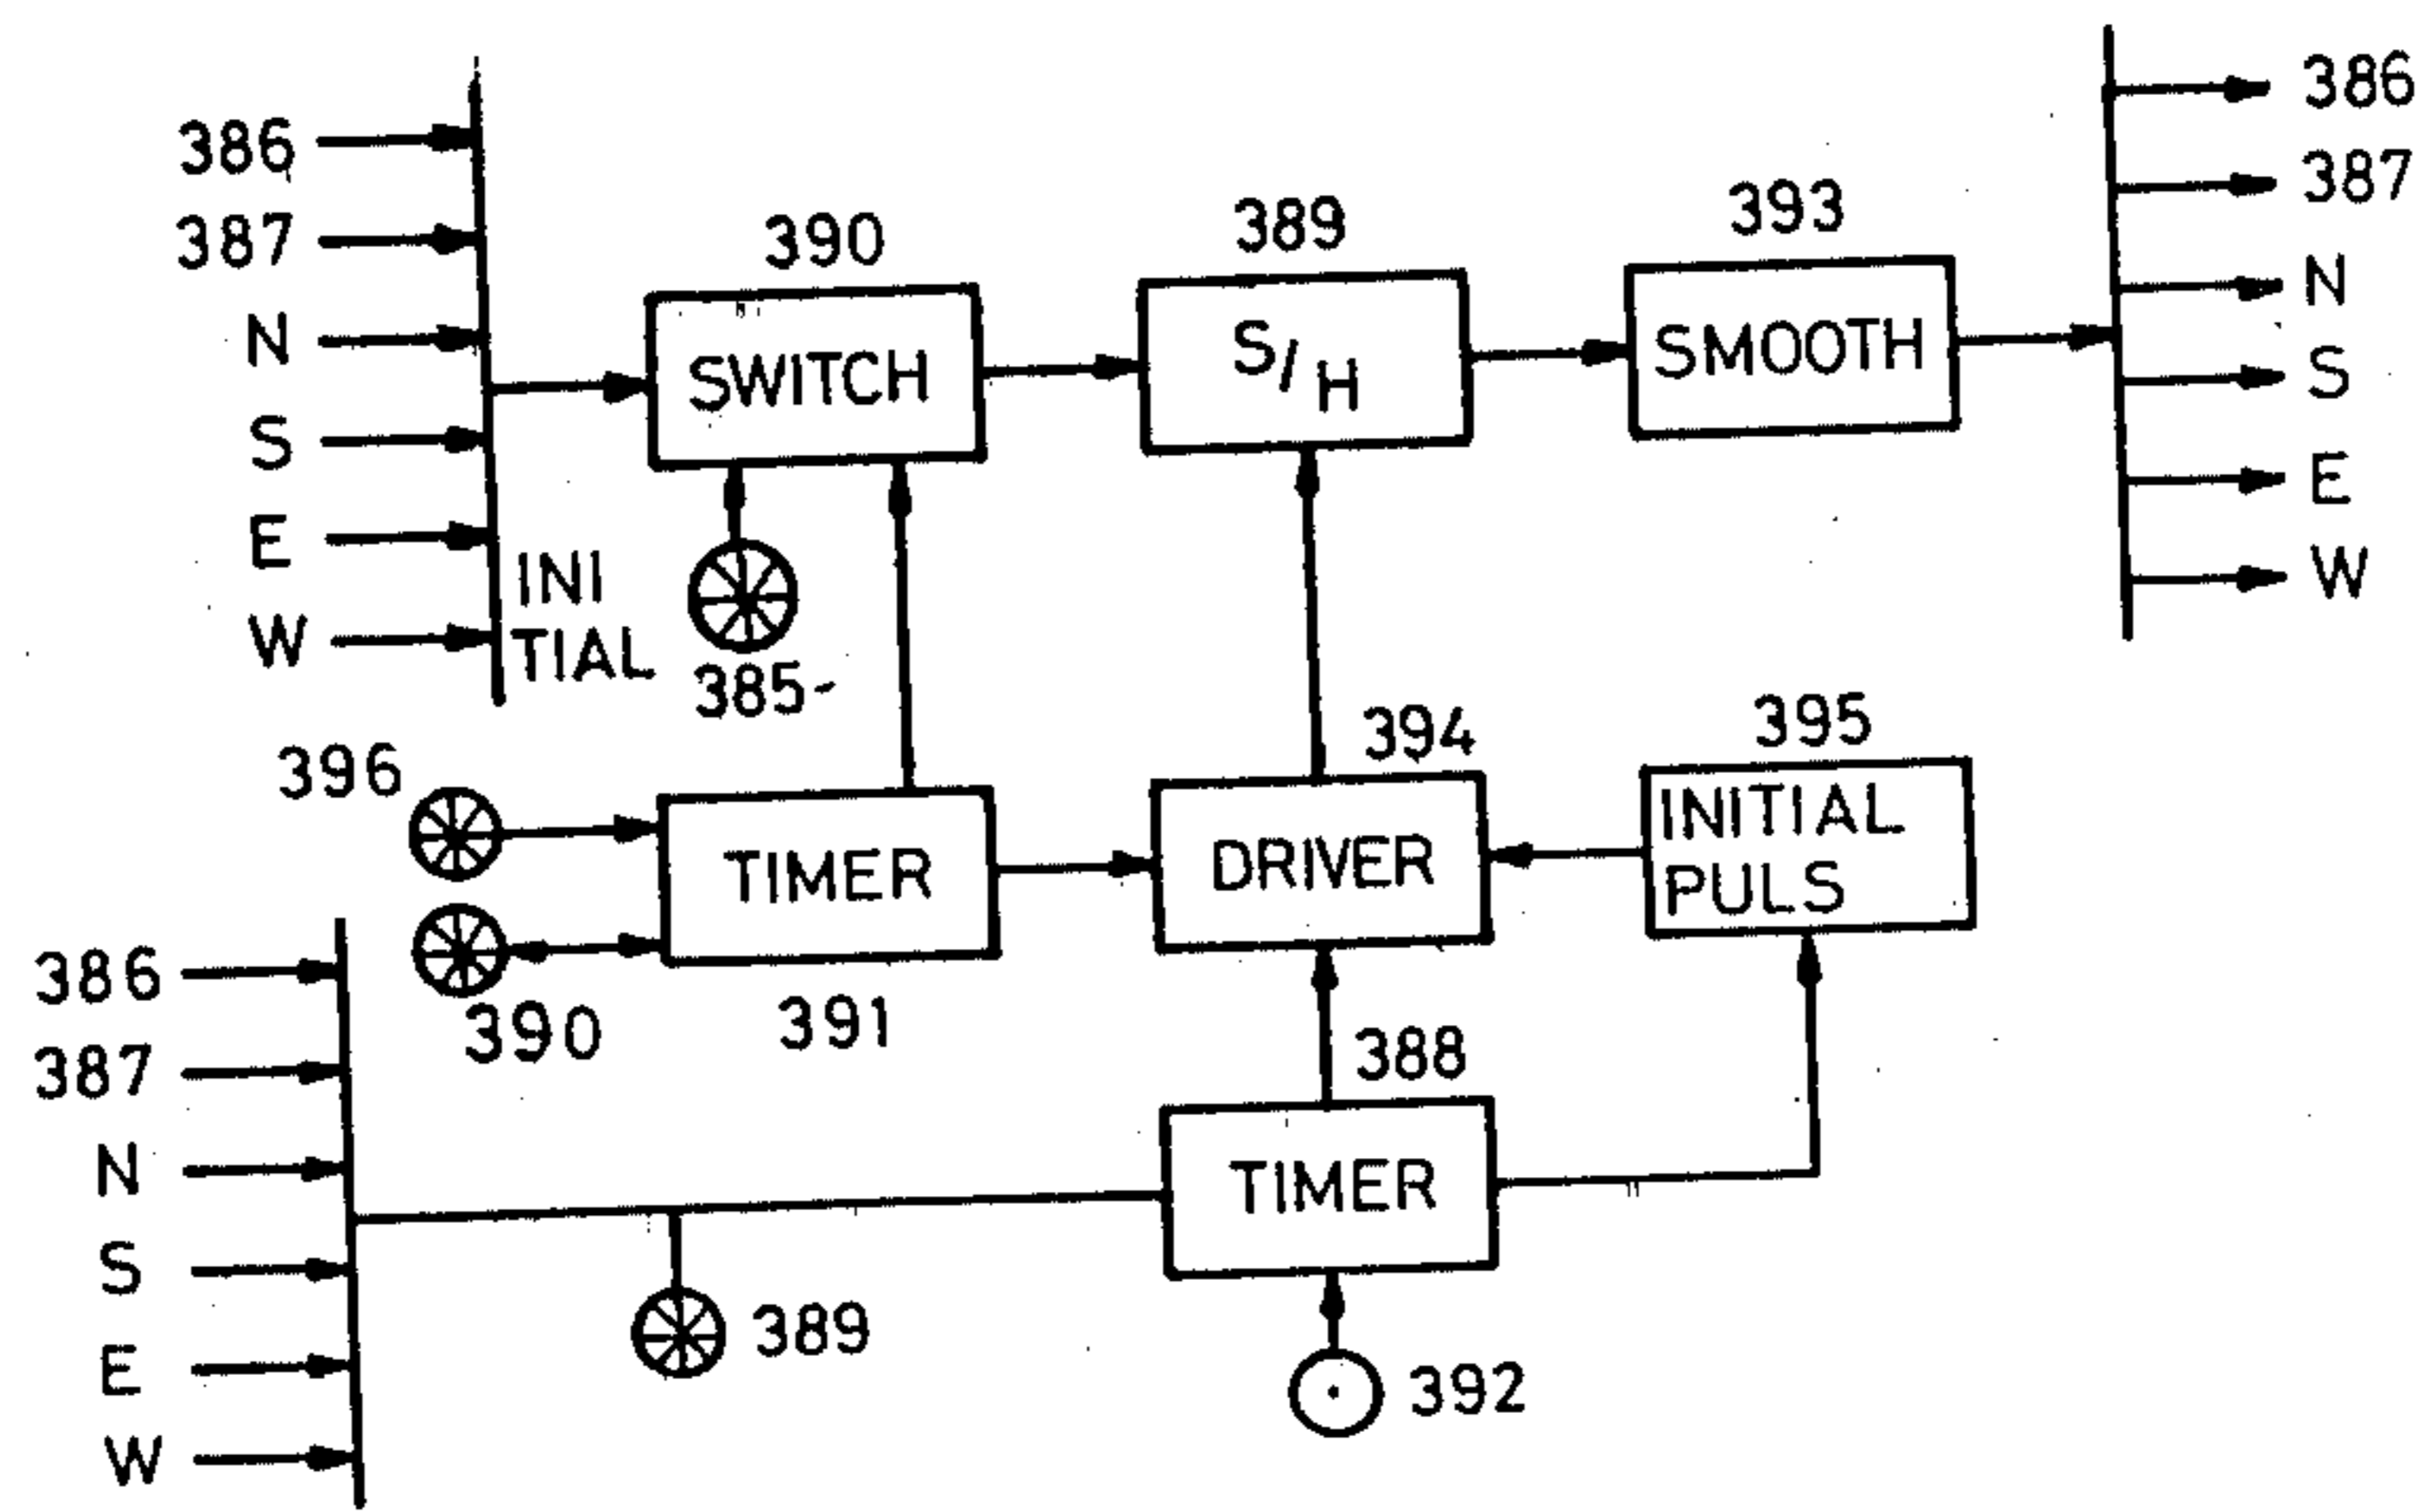 386
387
N
S
E
W
INI
TIAL
390
SWITCH
385-
389
S/H
393
SMOOTH
386
387
N
S
E
W
396
390
TIMER
391
394
DRIVER
395
INITIAL
PULS
386
387
N
S
E
W
389
388
TIMER
392